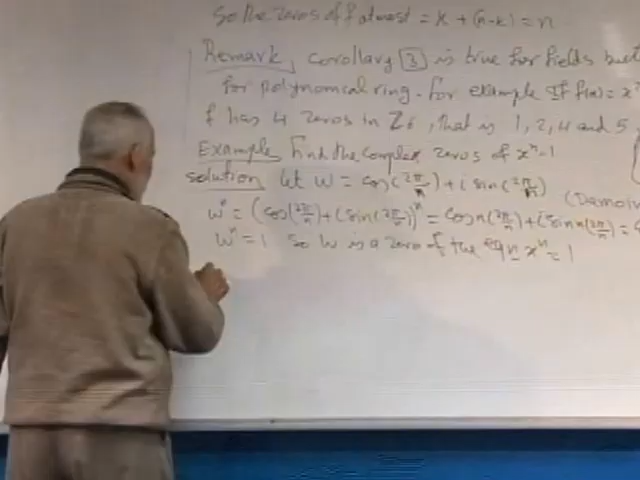 So the zeros of f at most = k + (n-k) = n
Remark, Corollary 3 is true for fields but
for polynomical ring. for example If f(x) = x²
f has 4 zeros in Z6, that is 1, 2, 4 and 5.
Example Find the complex zeros of xⁿ-1
solution Let w = cos(2π/n) + i sin(2π/n)
wⁿ = (cos(2π/n) + i sin(2π/n))ⁿ = cos n(2π/n) + i sin n(2π/n) = (Demoiv
wⁿ = 1 so w is a zero of the eqn xⁿ = 1